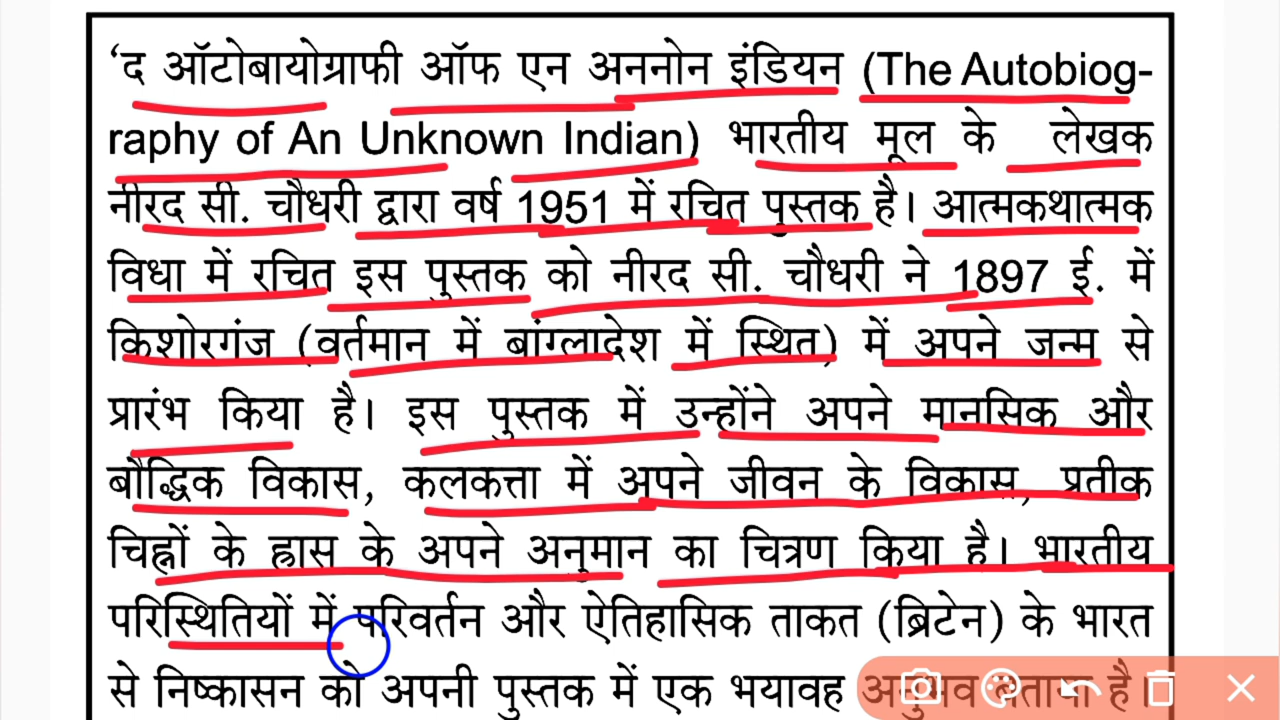 ‘द ऑटोबायोग्राफी ऑफ एन अननोन इंडियन (The Autobiog-
raphy of An Unknown Indian) भारतीय मूल के लेखक
नीरद सी. चौधरी द्वारा वर्ष 1951 में रचित पुस्तक है। आत्मकथात्मक
विधा में रचित इस पुस्तक को नीरद सी. चौधरी ने 1897 ई. में
किशोरगंज (वर्तमान में बांग्लादेश में स्थित) में अपने जन्म से
प्रारंभ किया है। इस पुस्तक में उन्होंने अपने मानसिक और
बौद्धिक विकास, कलकत्ता में अपने जीवन के विकास, प्रतीक
चिह्नों के ह्रास के अपने अनुमान का चित्रण किया है। भारतीय
परिस्थितियों में परिवर्तन और ऐतिहासिक ताकत (ब्रिटेन) के भारत
से निष्कासन को अपनी पुस्तक में एक भयावह अनुभव बताया है।